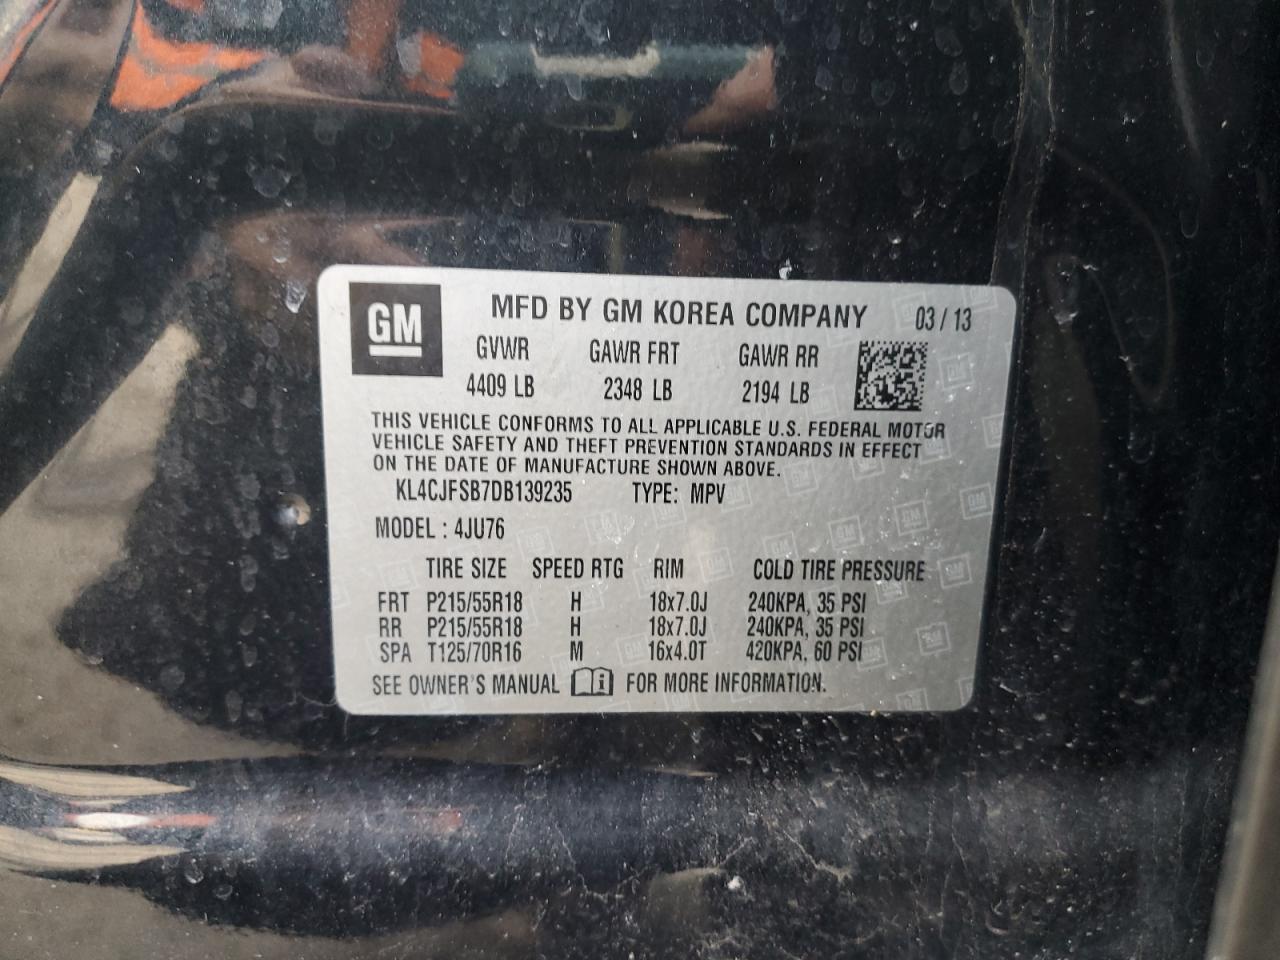 GM MFD BY GM KOREA COMPANY 03 / 13
GVWR GAWR FRT GAWR RR
4409 LB 2348 LB 2194 LB
THIS VEHICLE CONFORMS TO ALL APPLICABLE U.S. FEDERAL MOTOR
VEHICLE SAFETY AND THEFT PREVENTION STANDARDS IN EFFECT
ON THE DATE OF MANUFACTURE SHOWN ABOVE.
KL4CJFSB7DB139235 TYPE: MPV
MODEL : 4JU76
TIRE SIZE SPEED RTG RIM COLD TIRE PRESSURE
FRT P215/55R18 H 18x7.0J 240KPA, 35 PSI
RR P215/55R18 H 18x7.0J 240KPA, 35 PSI
SPA T125/70R16 M 16x4.0T 420KPA, 60 PSI
SEE OWNER'S MANUAL i FOR MORE INFORMATION.